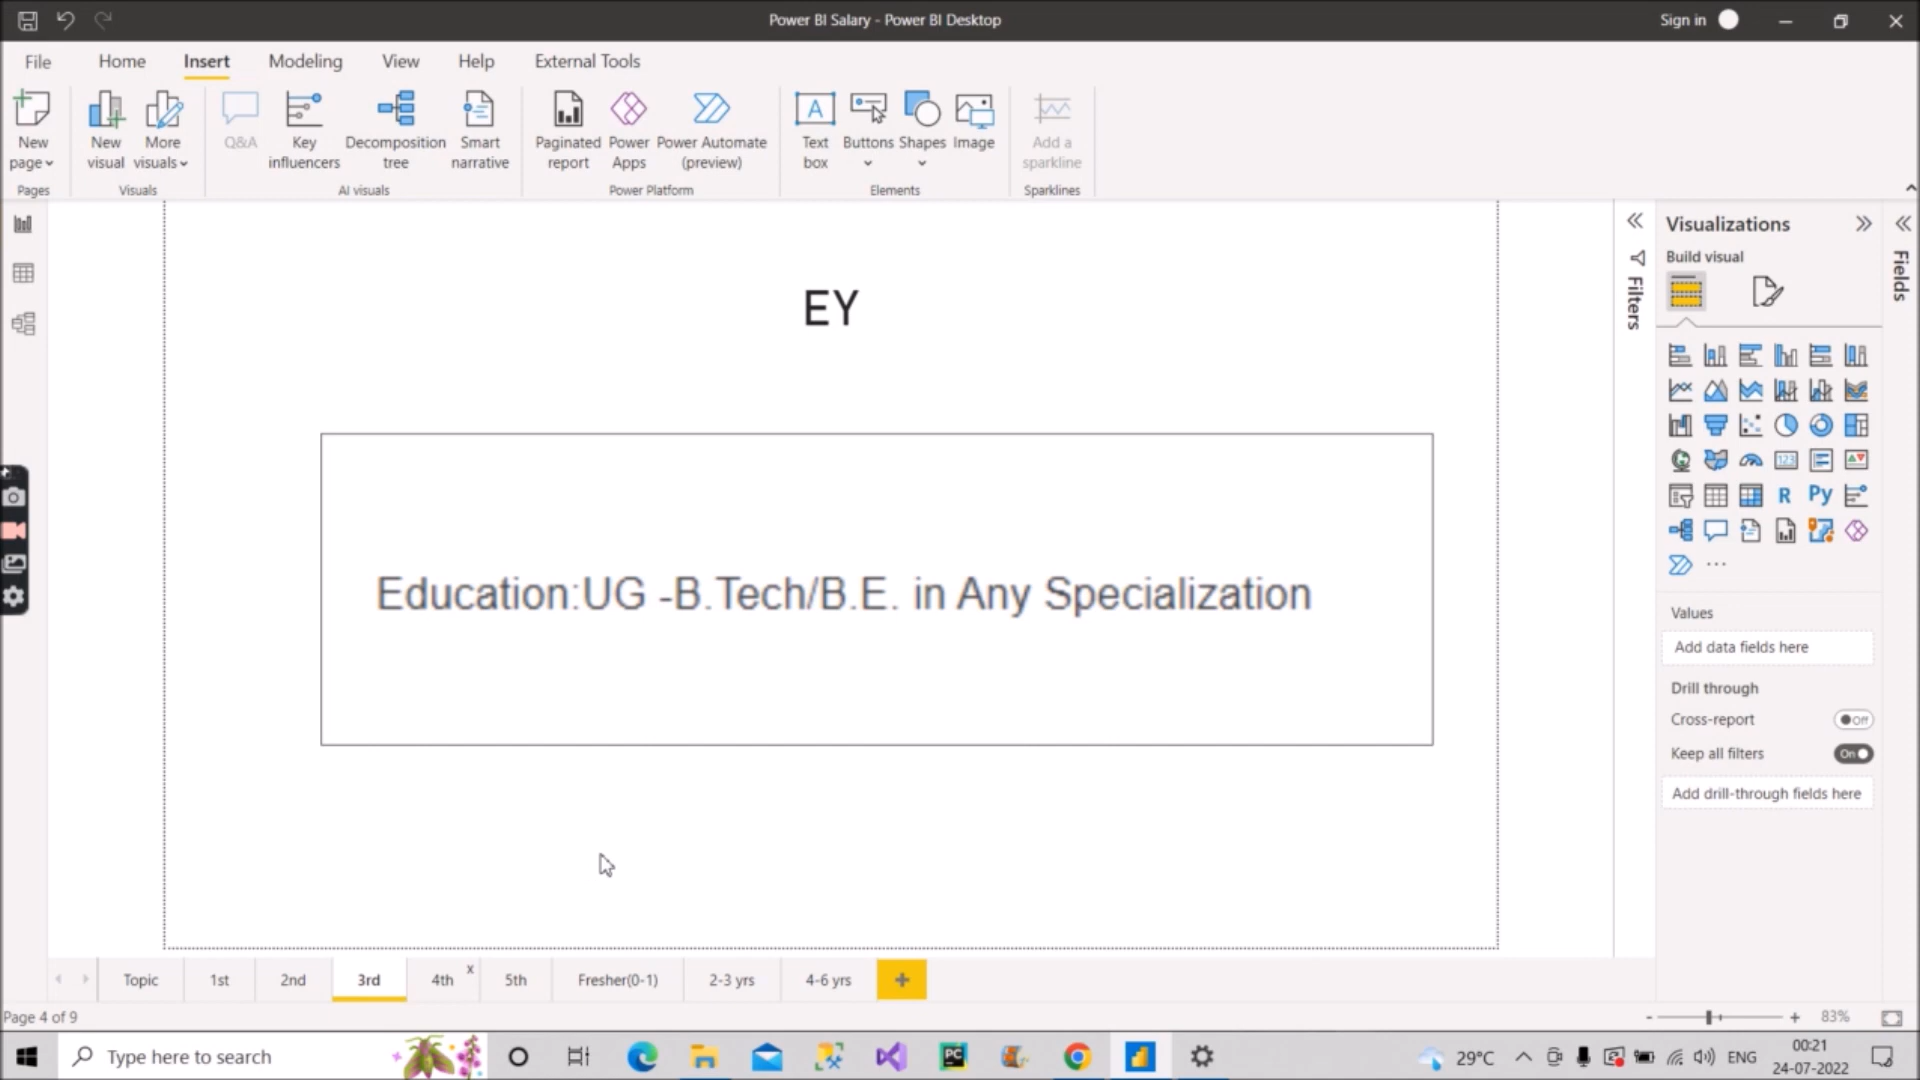 Power BI Salary - Power BI Desktop
Sign in
File
Home
Insert
Modeling
View
Help
External Tools
New page
New visual
More visuals
Q&A
Key influencers
Decomposition tree
Smart narrative
Paginated report
Power Apps
Power Automate (preview)
Text box
Buttons
Shapes
Image
Add a sparkline
Pages
Visuals
AI visuals
Power Platform
Elements
Sparklines
EY
Education:UG -B.Tech/B.E. in Any Specialization
Filters
Visualizations
Build visual
Fields
123
R
Py
Values
Add data fields here
Drill through
Cross-report
Off
Keep all filters
On
Add drill-through fields here
Topic
1st
2nd
3rd
4th
x
5th
Fresher(0-1)
2-3 yrs
4-6 yrs
+
Page 4 of 9
- + 83%
Type here to search
PC
29°C
ENG
00:21
24-07-2022